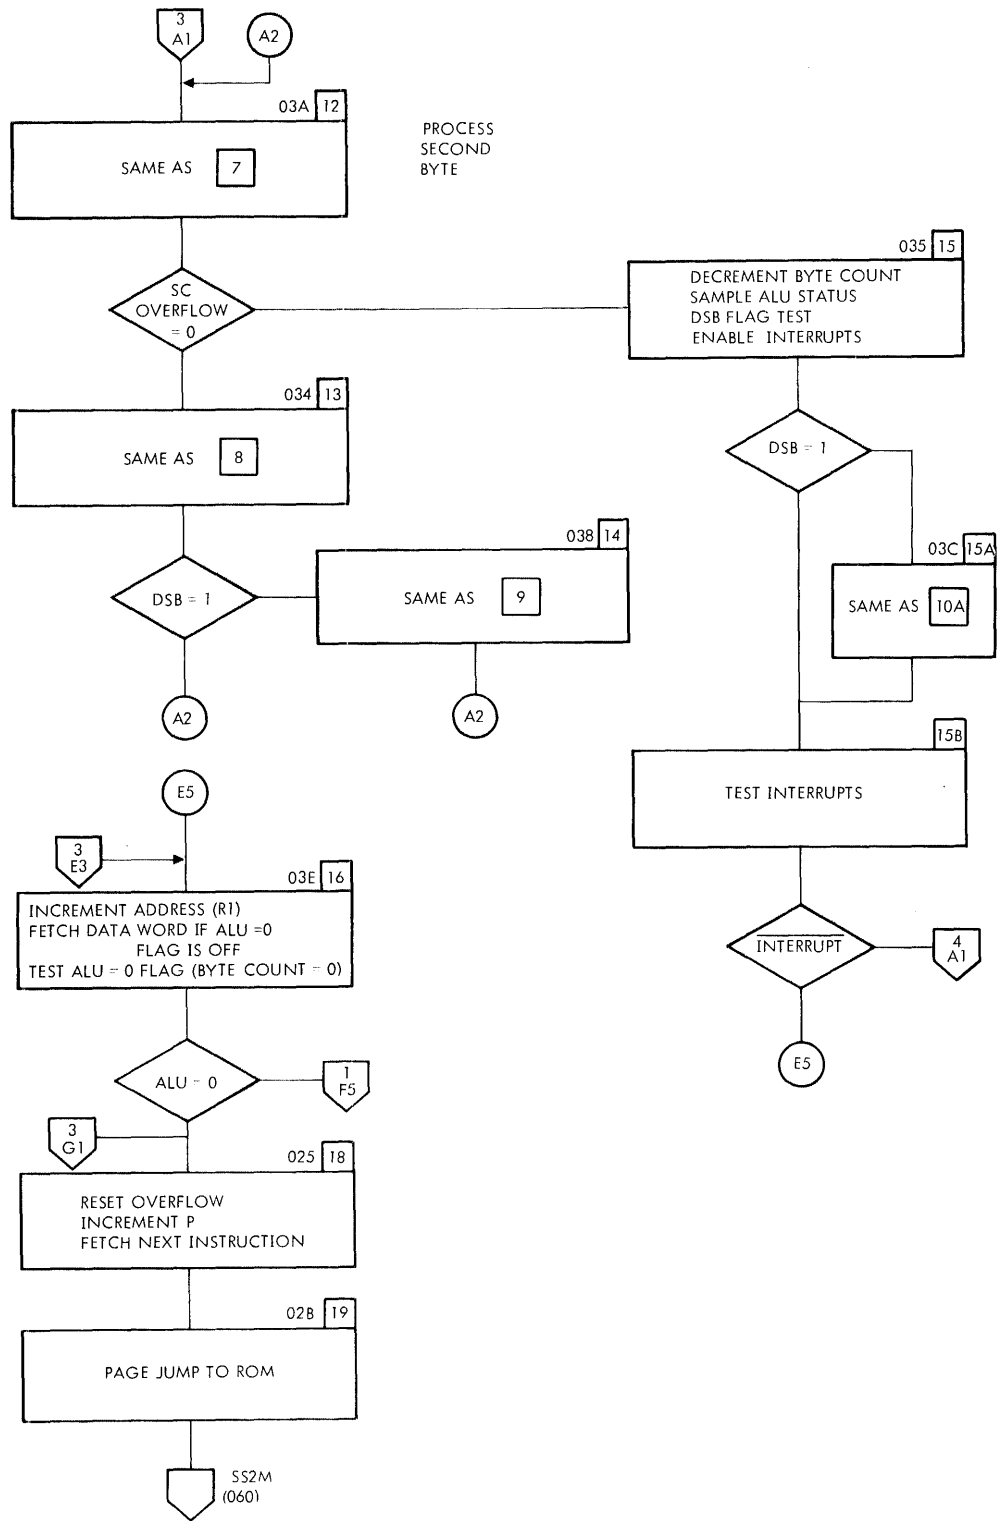 3
A1
A2
03A 12
SAME AS 7
PROCESS
SECOND
BYTE
SC
OVERFLOW
= 0
035 15
DECREMENT BYTE COUNT
SAMPLE ALU STATUS
DSB FLAG TEST
ENABLE INTERRUPTS
034 13
SAME AS 8
DSB = 1
038 14
SAME AS 9
DSB = 1
03C 15A
SAME AS 10A
A2
A2
15B
TEST INTERRUPTS
E5
3
E3
03E 16
INCREMENT ADDRESS (R1)
FETCH DATA WORD IF ALU =0
FLAG IS OFF
TEST ALU = 0 FLAG (BYTE COUNT = 0)
INTERRUPT
4
A1
E5
ALU = 0
1
F5
3
G1
025 18
RESET OVERFLOW
INCREMENT P
FETCH NEXT INSTRUCTION
02B 19
PAGE JUMP TO ROM
SS2M
(060)